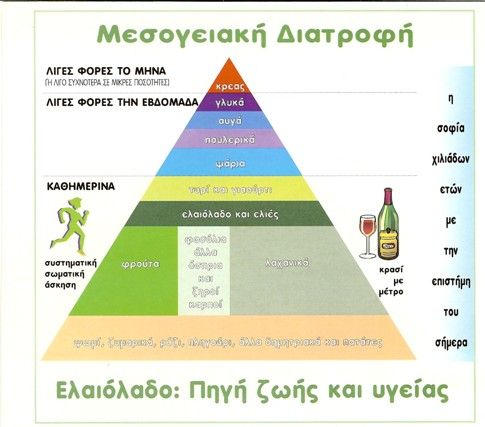 Μεσογειακή Διατροφή
ΛΙΓΕΣ ΦΟΡΕΣ ΤΟ ΜΗΝΑ
(Ή ΛΙΓΟ ΣΥΧΝΟΤΕΡΑ ΣΕ ΜΙΚΡΕΣ ΠΟΣΟΤΗΤΕΣ)
κρεας
ΛΙΓΕΣ ΦΟΡΕΣ ΤΗΝ ΕΒΔΟΜΑΔΑ
γλυκά
αυγά
πουλερικά
ψάρια
ΚΑΘΗΜΕΡΙΝΑ
τυρί και γιαούρτι
ελαιόλαδο και ελιές
συστηματική
σωματική
άσκηση
φρούτα
φασόλια
άλλα
όσπρια
και
ξηροί
καρποί
λαχανικά
κρασί
με
μέτρο
ψωμί, ζυμαρικά, ρύζι, πληγούρι, άλλα δημητριακά και πατάτες
η
σοφία
χιλιάδων
ετών
με
την
επιστήμη
του
σήμερα
Ελαιόλαδο: Πηγή ζωής και υγείας